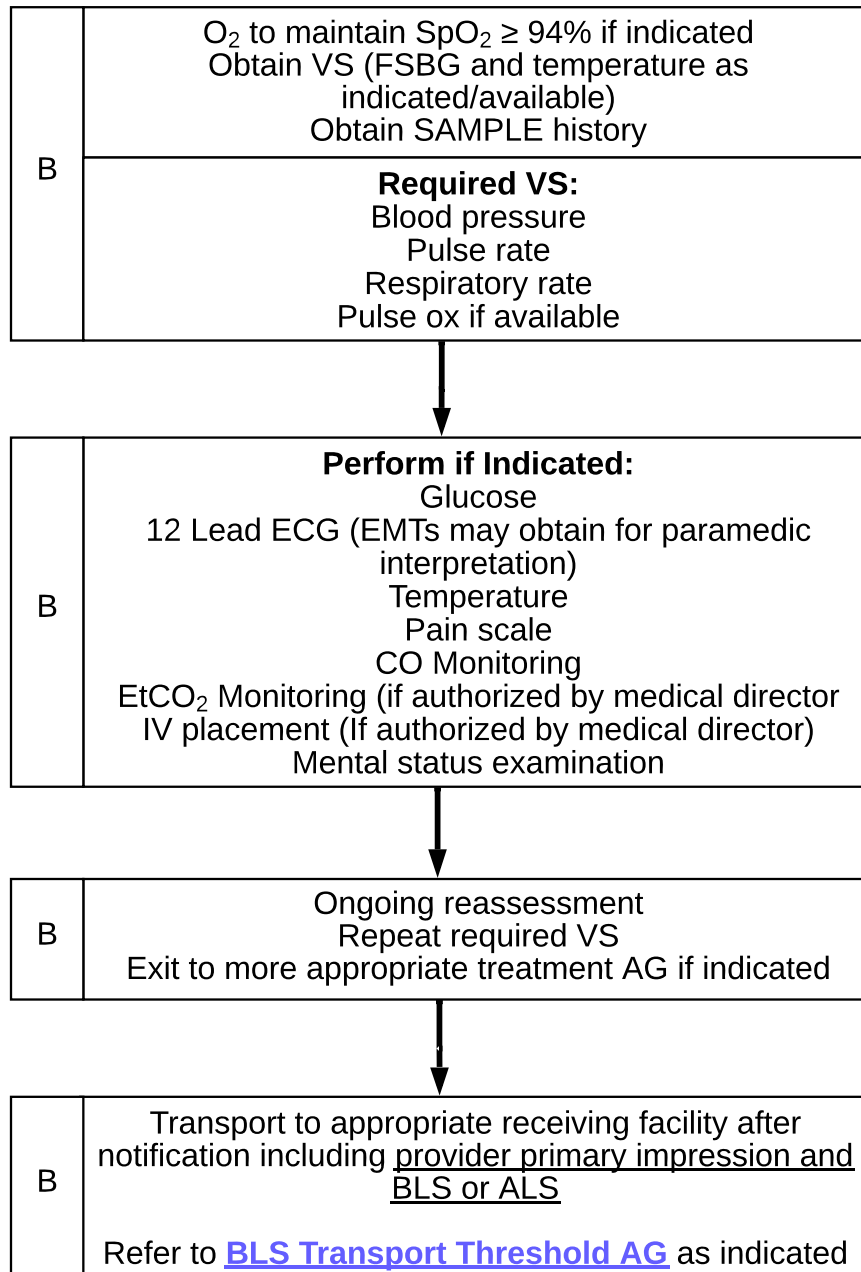 O₂ to maintain SpO₂ ≥ 94% if indicated
Obtain VS (FSBG and temperature as
indicated/available)
Obtain SAMPLE history
B
Required VS:
Blood pressure
Pulse rate
Respiratory rate
Pulse ox if available
Perform if Indicated:
Glucose
12 Lead ECG (EMTs may obtain for paramedic
interpretation)
Temperature
B
Pain scale
CO Monitoring
EtCO₂ Monitoring (if authorized by medical director
IV placement (If authorized by medical director)
Mental status examination
Ongoing reassessment
B
Repeat required VS
Exit to more appropriate treatment AG if indicated
Transport to appropriate receiving facility after
notification including provider primary impression and
B
BLS or ALS
Refer to BLS Transport Threshold AG as indicated